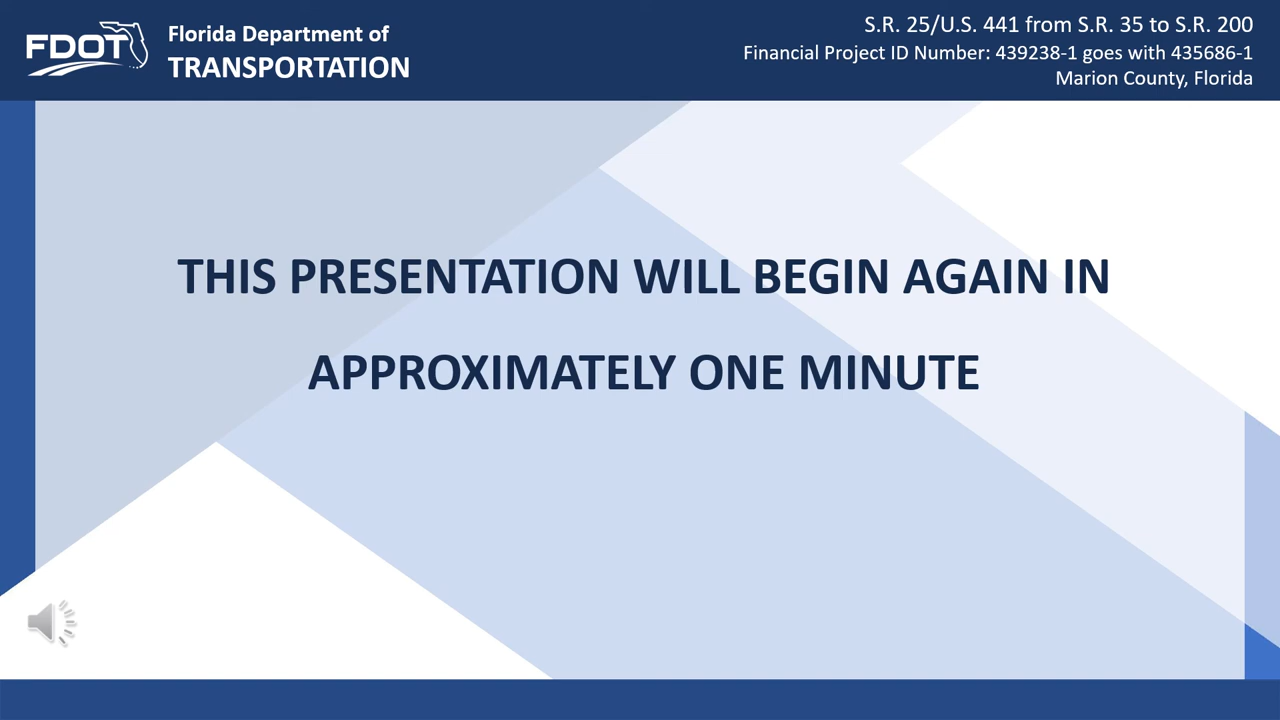 FDOT
Florida Department of
TRANSPORTATION
S.R. 25/U.S. 441 from S.R. 35 to S.R. 200
Financial Project ID Number: 439238-1 goes with 435686-1
Marion County, Florida
THIS PRESENTATION WILL BEGIN AGAIN IN
APPROXIMATELY ONE MINUTE